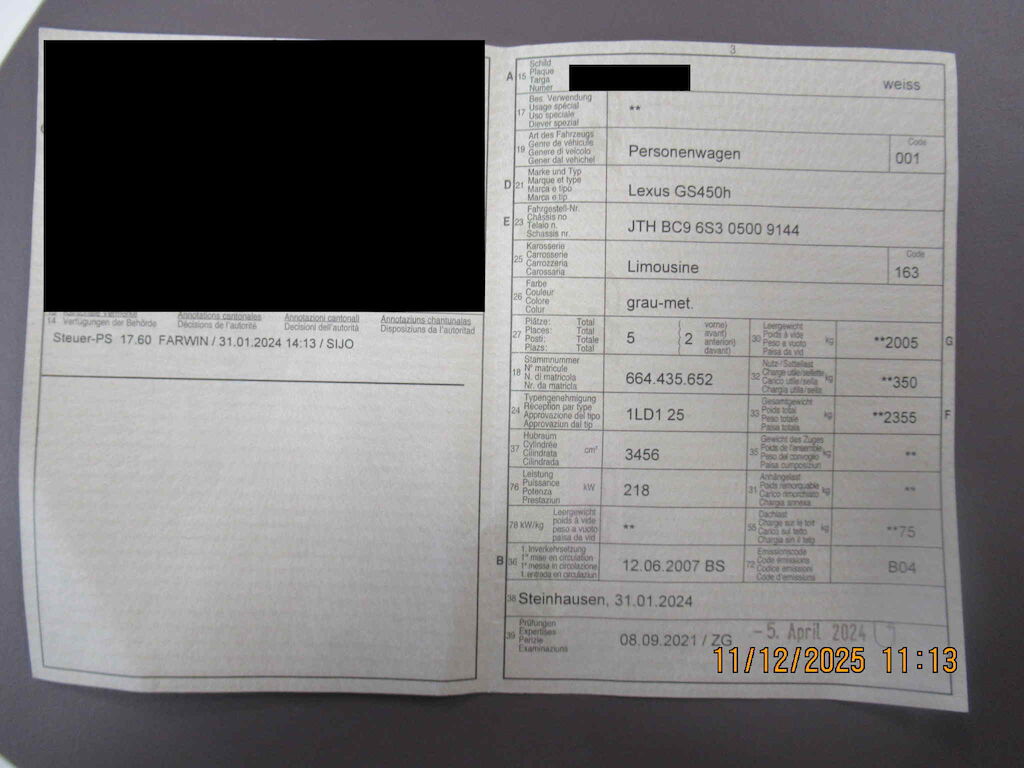 14 Verfügungen der Behörde
Annotations cantonales
Décisions de l'autorité
Annotazioni cantonali
Decisioni dell'autorità
Annotaziuns chantunalas
Disposiziuns da l'autoritad
Steuer-PS 17.60 FARWIN / 31.01.2024 14:13 / SIJO
3
A 15 Schild
Plaque
Targa
Numer
weiss
17 Bes. Verwendung
Usage spécial
Uso speciale
Diever spezial
**
19 Art des Fahrzeugs
Genre de véhicule
Genere di veicolo
Gener dal vehichel
Personenwagen
Code
001
D 21 Marke und Typ
Marque et type
Marca e tipo
Marca e tip
Lexus GS450h
E 23 Fahrgestell-Nr.
Châssis no
Telaio n.
Schassis nr.
JTH BC9 6S3 0500 9144
25 Karosserie
Carrosserie
Carrozzeria
Carossaria
Limousine
Code
163
26 Farbe
Couleur
Colore
Colur
grau-met.
27 Plätze: Total
Places: Total
Posti: Totale
Plazs: Total
5
2
vorne)
avant)
anteriori)
davant)
30 Leergewicht
Poids à vide
Peso a vuoto
Paisa da vid
kg
**2005
G
18 Stammnummer
N° matricule
N. di matricola
Nr. da matricla
664.435.652
32 Nutz-/Sattellast
Charge utile/sellette
Carico utile/sella
Chargia utila/sella
kg
**350
24 Typengenehmigung
Réception par type
Approvazione del tipo
Approvaziun dal tip
1LD1 25
33 Gesamtgewicht
Poids total
Peso totale
Paisa totala
kg
**2355
F
37 Hubraum
Cylindrée
Cilindrata
Cilindrada
cm³
3456
35 Gewicht des Zuges
Poids de l'ensemble
Peso del convoglio
Paisa cumposiziun
kg
**
76 Leistung
Puissance
Potenza
Prestaziun
kW
218
31 Anhängelast
Poids remorquable
Carico rimorchiato
Chargia annexa
kg
**
78 kW/kg
Leergewicht
poids à vide
peso a vuoto
paisa da vid
**
55 Dachlast
Charge sur le toit
Carico sul tetto
Chargia sin il tetg
kg
**75
B 36 1. Inverkehrsetzung
1re mise en circulation
1a messa in circolazione
1. entrada en circulaziun
12.06.2007 BS
72 Emissionscode
Code émissions
Codice emissioni
Code d'emissiuns
B04
38 Steinhausen, 31.01.2024
39 Prüfungen
Expertises
Perizie
Examinaziuns
08.09.2021 / ZG
- 5. April 2024
11/12/2025 11:13